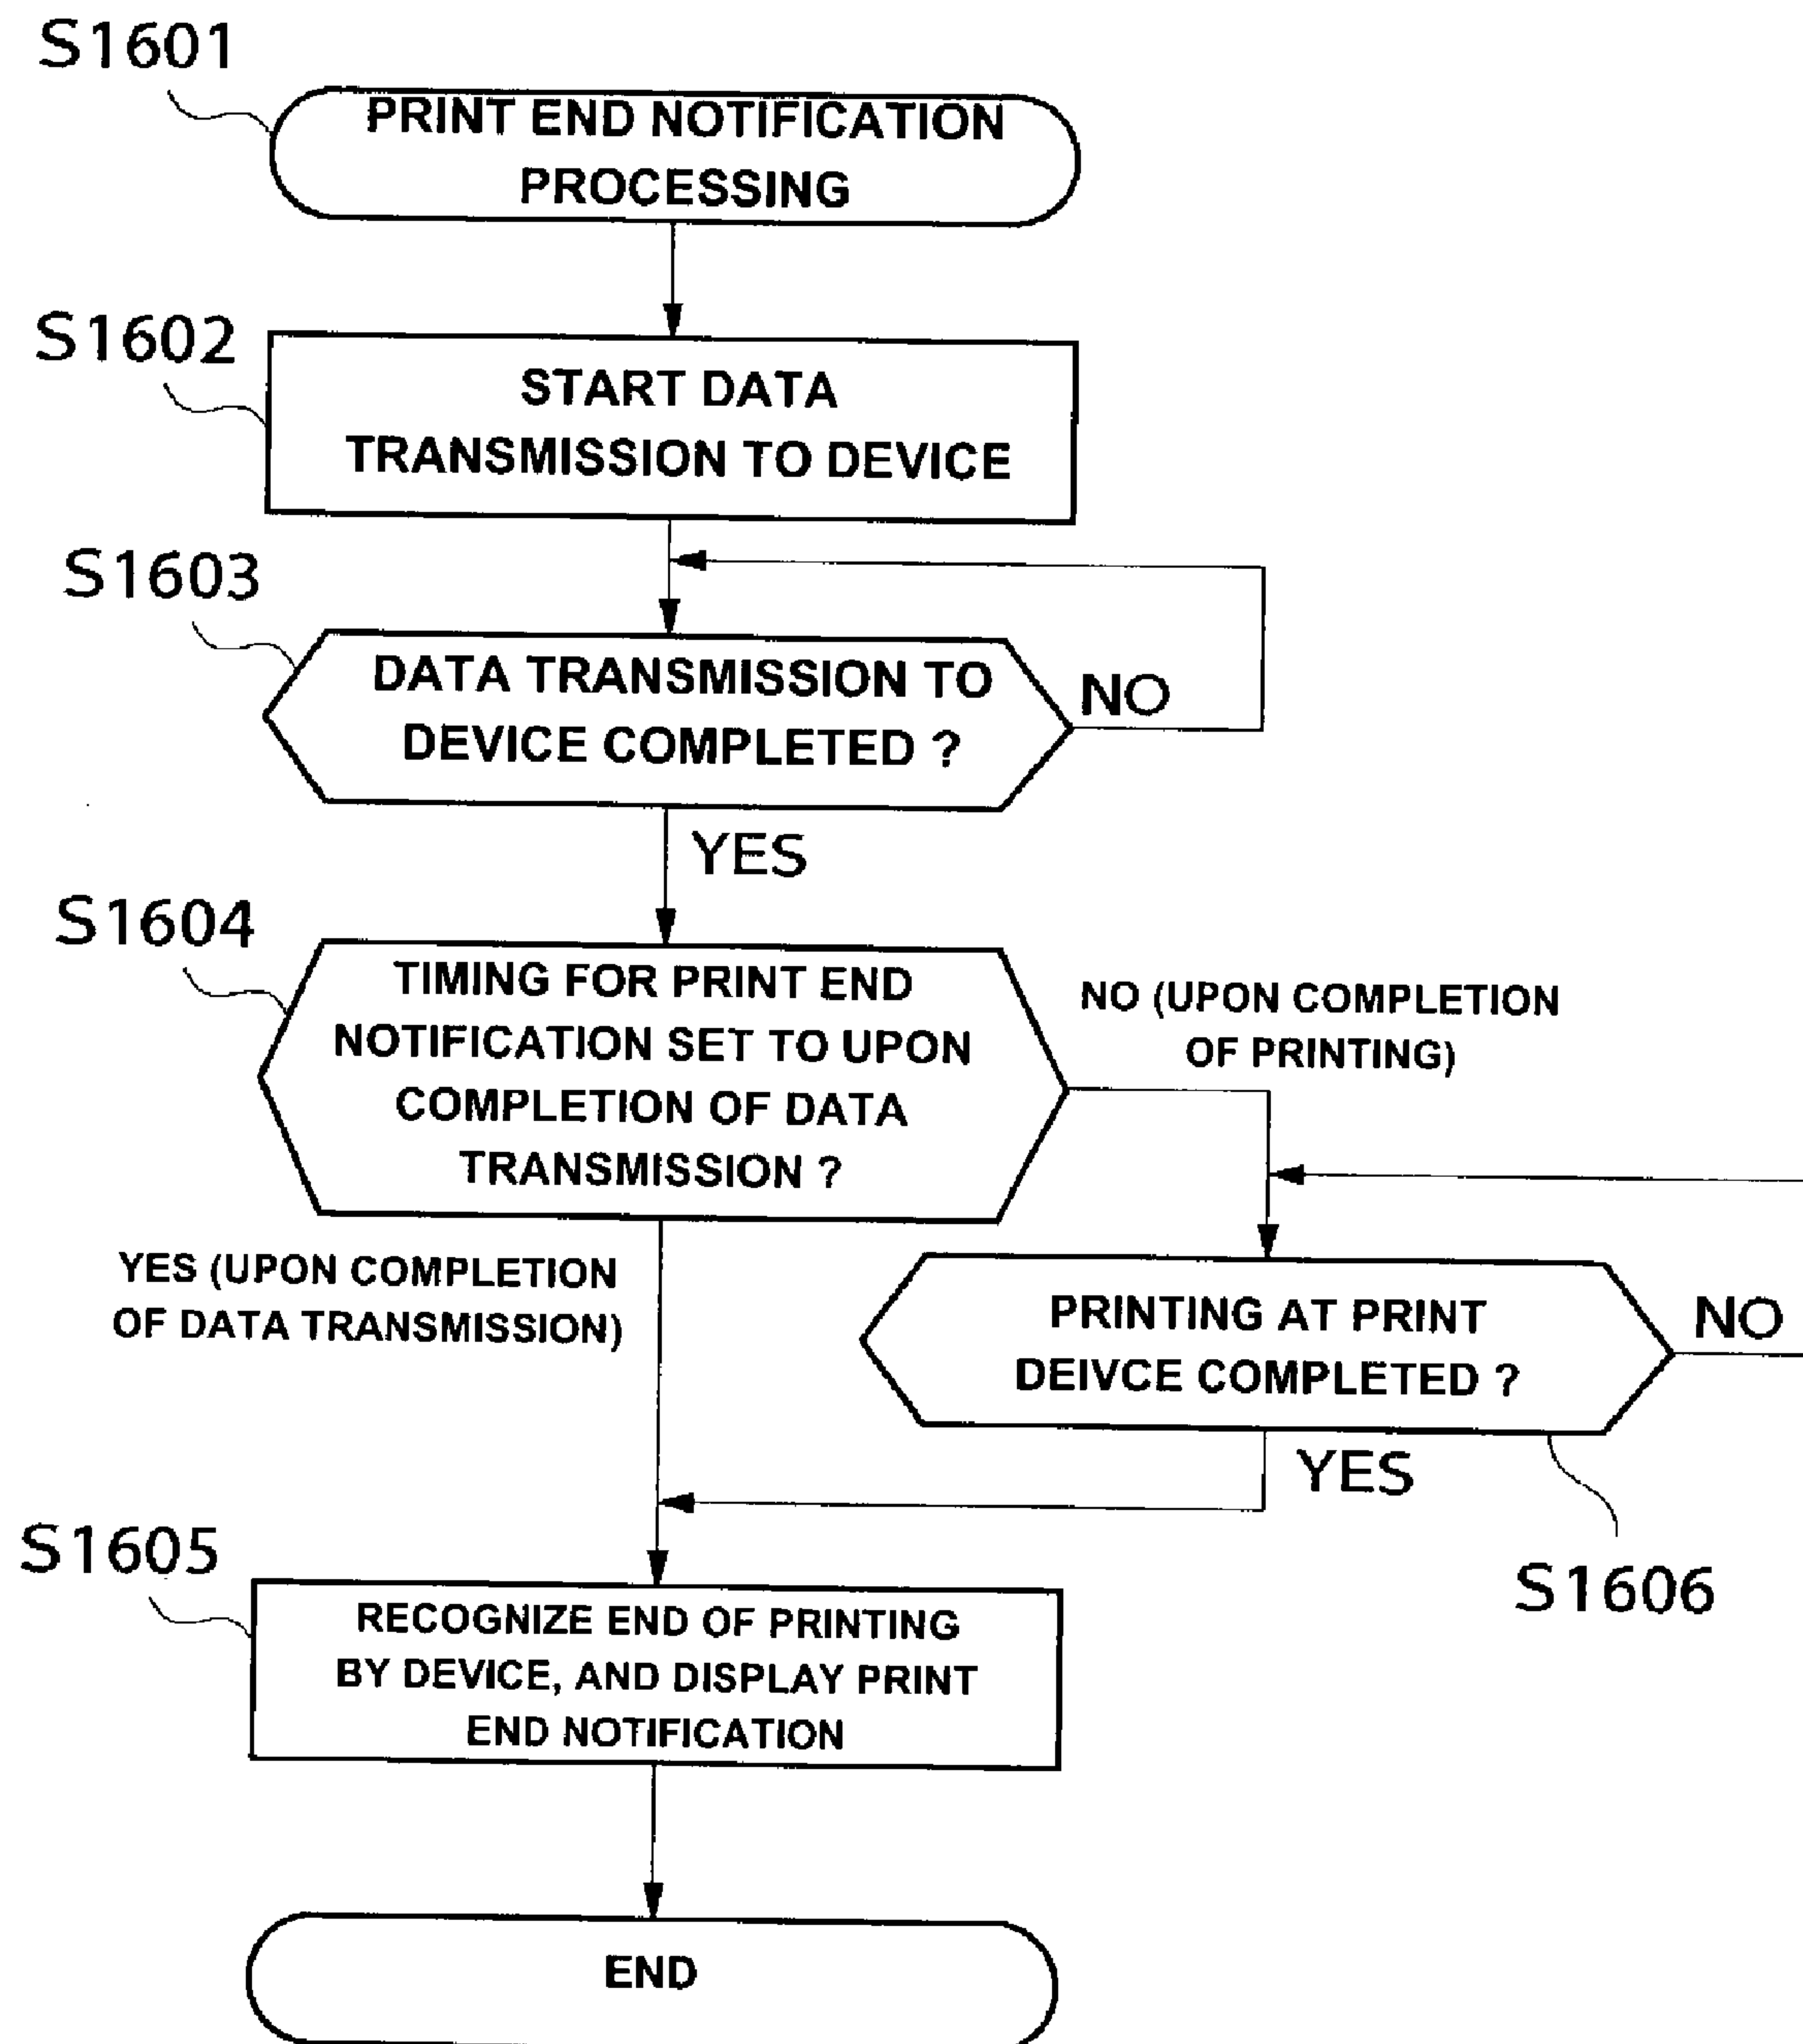 S1601
PRINT END NOTIFICATION
PROCESSING
S1602
START DATA
TRANSMISSION TO DEVICE
S1603
DATA TRANSMISSION TO
DEVICE COMPLETED ?
NO
YES
S1604
TIMING FOR PRINT END
NOTIFICATION SET TO UPON
COMPLETION OF DATA
TRANSMISSION ?
NO (UPON COMPLETION
OF PRINTING)
YES (UPON COMPLETION
OF DATA TRANSMISSION)
PRINTING AT PRINT
DEIVCE COMPLETED ?
NO
YES
S1606
S1605
RECOGNIZE END OF PRINTING
BY DEVICE, AND DISPLAY PRINT
END NOTIFICATION
END